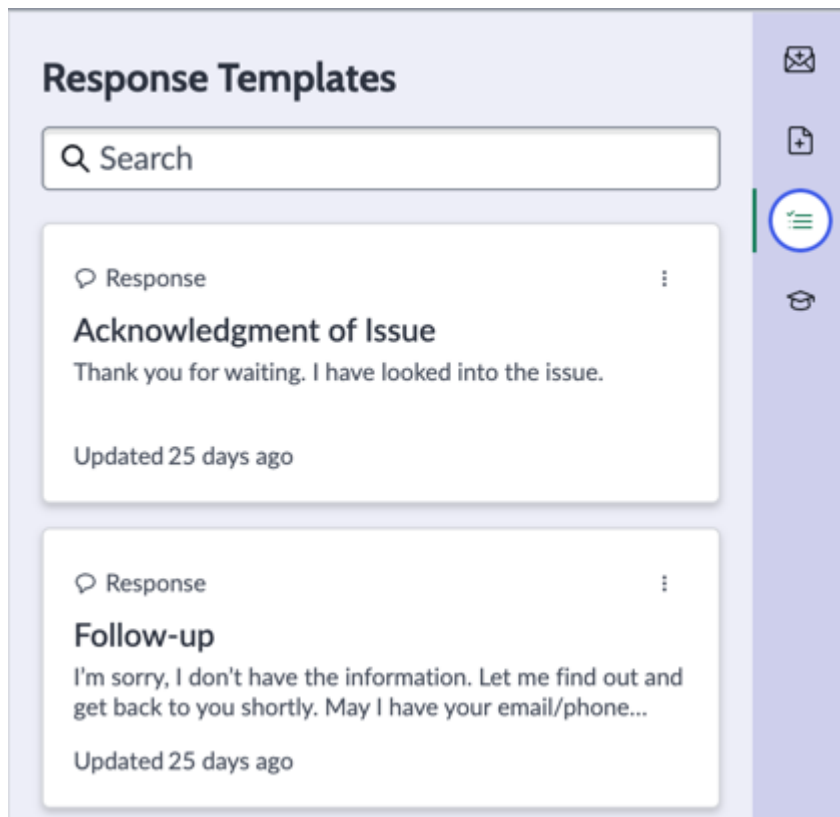 Response Templates
Search
Response
Acknowledgment of Issue
Thank you for waiting. I have looked into the issue.
Updated 25 days ago
Response
Follow-up
I'm sorry, I don't have the information. Let me find out and
get back to you shortly. May I have your email/phone...
Updated 25 days ago